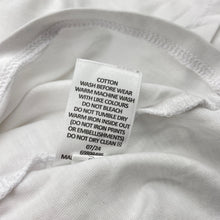 COTTON
WASH BEFORE WEAR
WARM MACHINE WASH
WITH LIKE COLOURS
DO NOT BLEACH
DO NOT TUMBLE DRY
WARM IRON INSIDE OUT
(DO NOT IRON PRINTS
OR EMBELLISHMENTS)
DO NOT DRY CLEAN
07/24